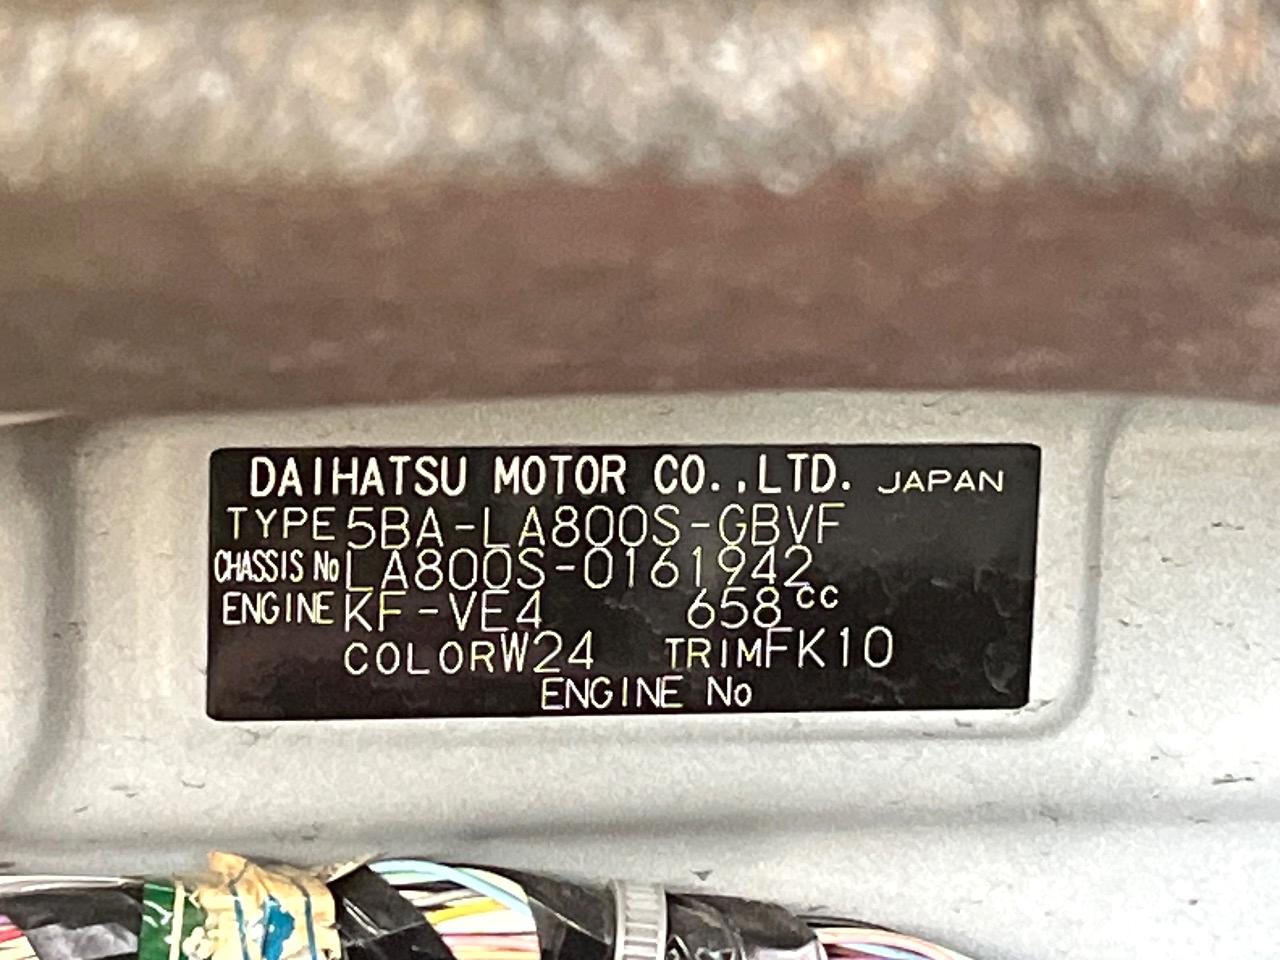 DAIHATSU MOTOR CO.,LTD. JAPAN
TYPE 5BA-LA800S-GBVF
CHASSIS No LA800S-0161942
ENGINE KF-VE4 658cc
COLOR W24 TRIM FK10
ENGINE No